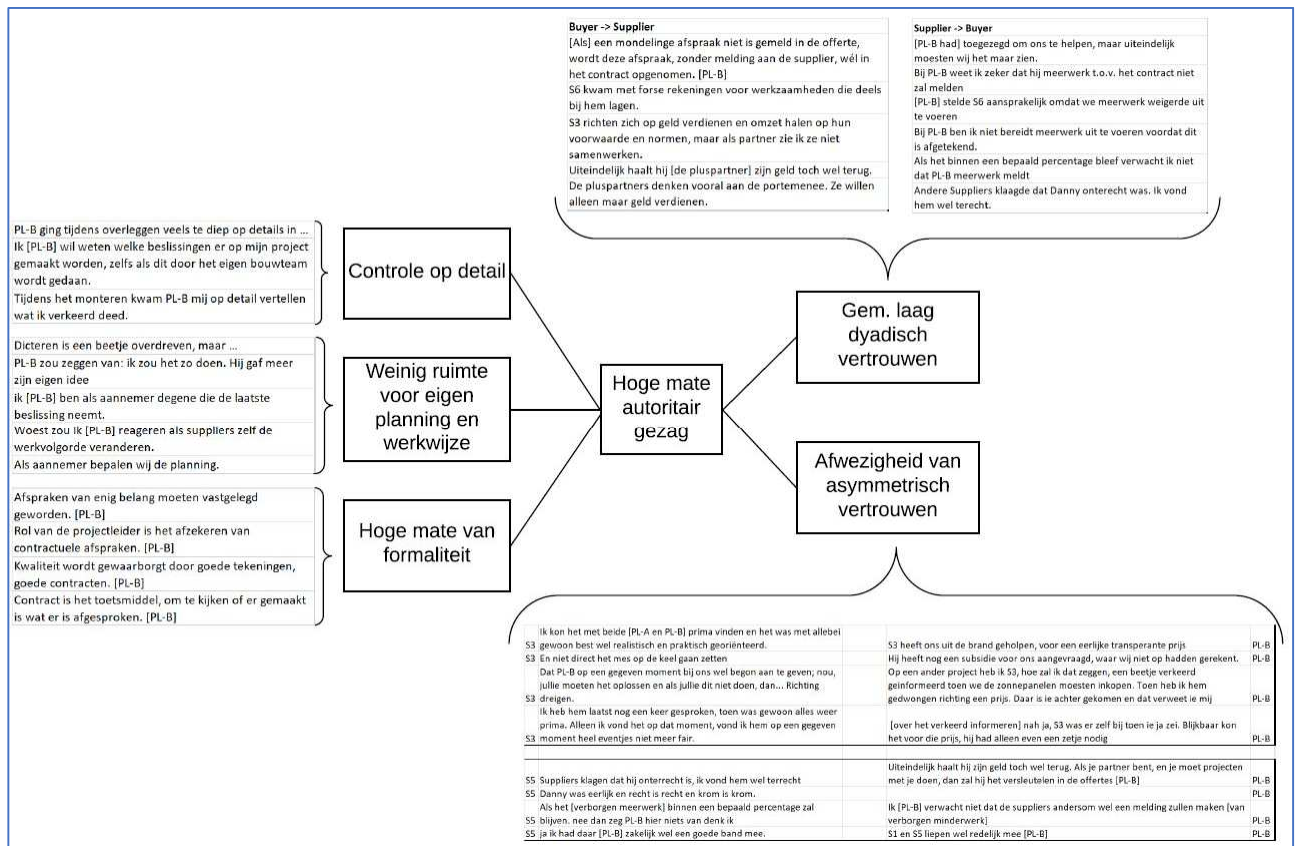 Buyer -> Supplier
[Als] een mondelinge afspraak niet is gemeld in de offerte,
wordt deze afspraak, zonder melding aan de supplier, wél in
het contract opgenomen. [PL-B]
S6 kwam met forse rekeningen voor werkzaamheden die deels
bij hem lagen.
S3 richten zich op geld verdienen en omzet halen op hun
voorwaarde en normen, maar als partner zie ik ze niet
samenwerken.
Uiteindelijk haalt hij [de pluspartner] zijn geld toch wel terug.
De pluspartners denken vooral aan de portemenee. Ze willen
alleen maar geld verdienen.
Supplier -> Buyer
[PL-B had] toegezegd om ons te helpen, maar uiteindelijk
moesten wij het maar zien.
Bij PL-B weet ik zeker dat hij meerwerk t.o.v. het contract niet
zal melden
[PL-B] stelde S6 aansprakelijk omdat we meerwerk weigerde uit
te voeren
Bij PL-B ben ik niet bereidt meerwerk uit te voeren voordat dit
is afgetekend.
Als het binnen een bepaald percentage bleef verwacht ik niet
dat PL-B meerwerk meldt
Andere Suppliers klaagde dat Danny onterecht was. Ik vond
hem wel terecht.
PL-B ging tijdens overleggen veels te diep op details in ...
Ik [PL-B] wil weten welke beslissingen er op mijn project
gemaakt worden, zelfs als dit door het eigen bouwteam
wordt gedaan.
Tijdens het monteren kwam PL-B mij op detail vertellen
wat ik verkeerd deed.
Controle op detail
Dicteren is een beetje overdreven, maar ...
PL-B zou zeggen van: ik zou het zo doen. Hij gaf meer
zijn eigen idee
ik [PL-B] ben als aannemer degene die de laatste
beslissing neemt.
Woest zou ik [PL-B] reageren als suppliers zelf de
werkvolgorde veranderen.
Als aannemer bepalen wij de planning.
Weinig ruimte
voor eigen
planning en
werkwijze
Afspraken van enig belang moeten vastgelegd
geworden. [PL-B]
Rol van de projectleider is het afzekeren van
contractuele afspraken. [PL-B]
Kwaliteit wordt gewaarborgt door goede tekeningen,
goede contracten. [PL-B]
Contract is het toetsmiddel, om te kijken of er gemaakt
is wat er is afgesproken. [PL-B]
Hoge mate van
formaliteit
Hoge mate
autoritair
gezag
Gem. laag
dyadisch
vertrouwen
Afwezigheid van
asymmetrisch
vertrouwen
Ik kon het met beide [PL-A en PL-B] prima vinden en het was met allebei
S3 gewoon best wel realistisch en praktisch georiënteerd.
S3 En niet direct het mes op de keel gaan zetten
Dat PL-B op een gegeven moment bij ons wel begon aan te geven; nou,
jullie moeten het oplossen en als jullie dit niet doen, dan... Richting
S3 dreigen.
Ik heb hem laatst nog een keer gesproken, toen was gewoon alles weer
prima. Alleen ik vond het op dat moment, vond ik hem op een gegeven
S3 moment heel eventjes niet meer fair.
S3 heeft ons uit de brand geholpen, voor een eerlijke transperante prijs PL-B
Hij heeft nog een subsidie voor ons aangevraagd, waar wij niet op hadden gerekent. PL-B
Op een ander project heb ik S3, hoe zal ik dat zeggen, een beetje verkeerd
geinformeerd toen we de zonnepanelen moesten inkopen. Toen heb ik hem
gedwongen richting een prijs. Daar is ie achter gekomen en dat verweet ie mij PL-B
[over het verkeerd informeren] nah ja, S3 was er zelf bij toen ie ja zei. Blijkbaar kon
het voor die prijs, hij had alleen even een zetje nodig PL-B
S5 Suppliers klagen dat hij onterrecht is, ik vond hem wel terrecht
S5 Danny was eerlijk en recht is recht en krom is krom.
Als het [verborgen meerwerk] binnen een bepaald percentage zal
S5 blijven. nee dan zeg PL-B hier niets van denk ik
S5 ja ik had daar [PL-B] zakelijk wel een goede band mee.
Uiteindelijk haalt hij zijn geld toch wel terug. Als je partner bent, en je moet projecten
met je doen, dan zal hij het versleutelen in de offertes [PL-B] PL-B
PL-B
Ik [PL-B] verwacht niet dat de suppliers andersom wel een melding zullen maken [van
verborgen minderwerk] PL-B
S1 en S5 liepen wel redelijk mee [PL-B] PL-B